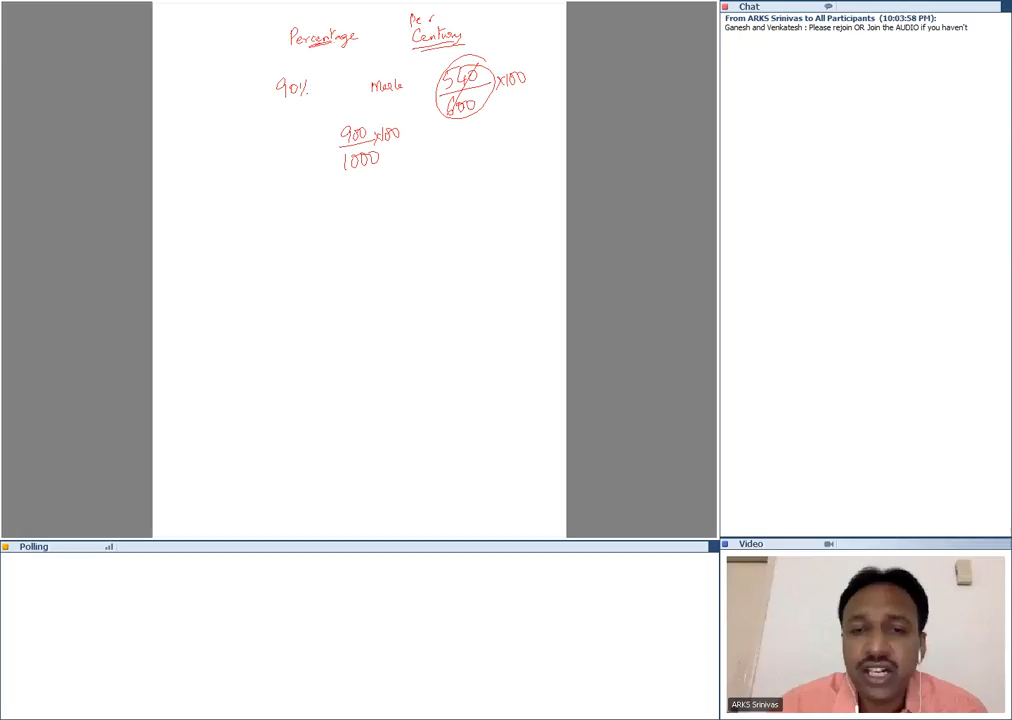 Per
Percentage Century
90% Marks 540/600 ×100
900/1000 ×100
Chat
From ARKS Srinivas to All Participants (10:03:58 PM):
Ganesh and Venkatesh : Please rejoin OR Join the AUDIO if you haven't
Polling
Video
ARKS Srinivas